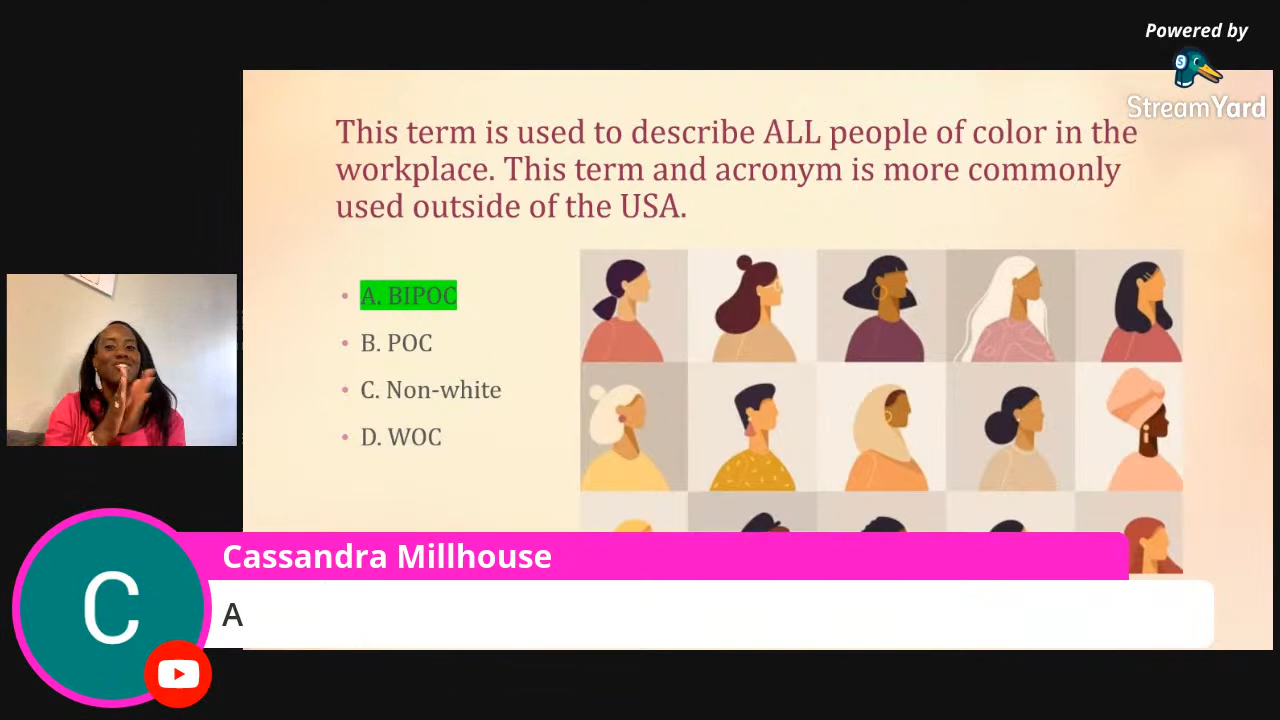 Powered by
StreamYard
This term is used to describe ALL people of color in the
workplace. This term and acronym is more commonly
used outside of the USA.
• A. BIPOC
• B. POC
• C. Non-white
• D. WOC
Cassandra Millhouse
C
A